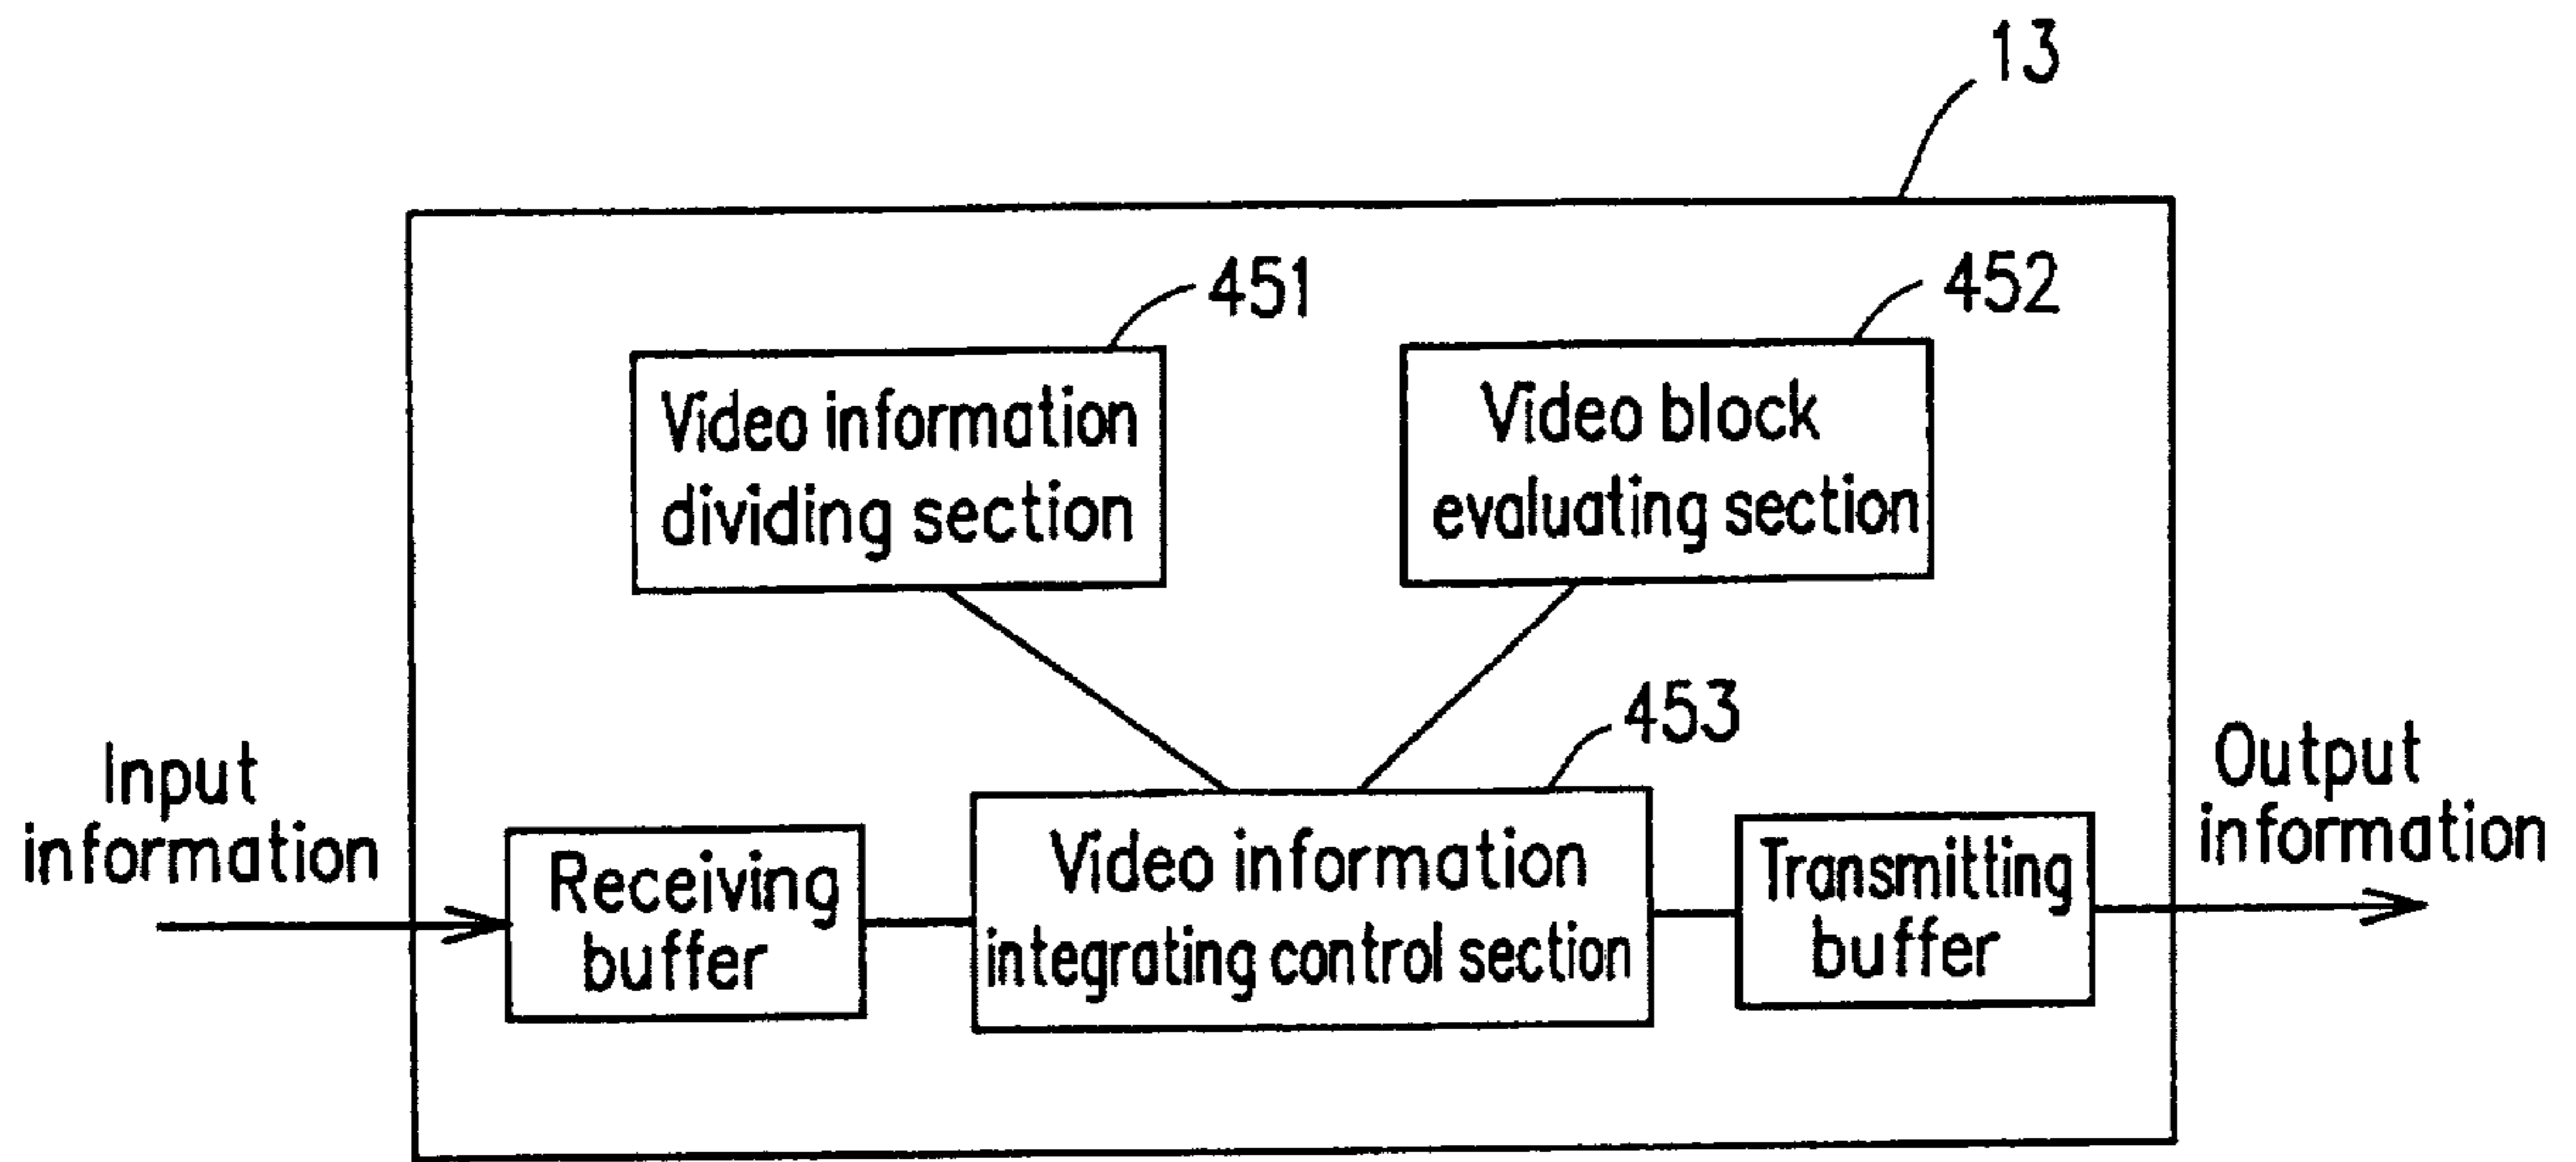 13
451
452
Video information
dividing section
Video block
evaluating section
453
Input
information
Receiving
buffer
Video information
integrating control section
Transmitting
buffer
Output
information